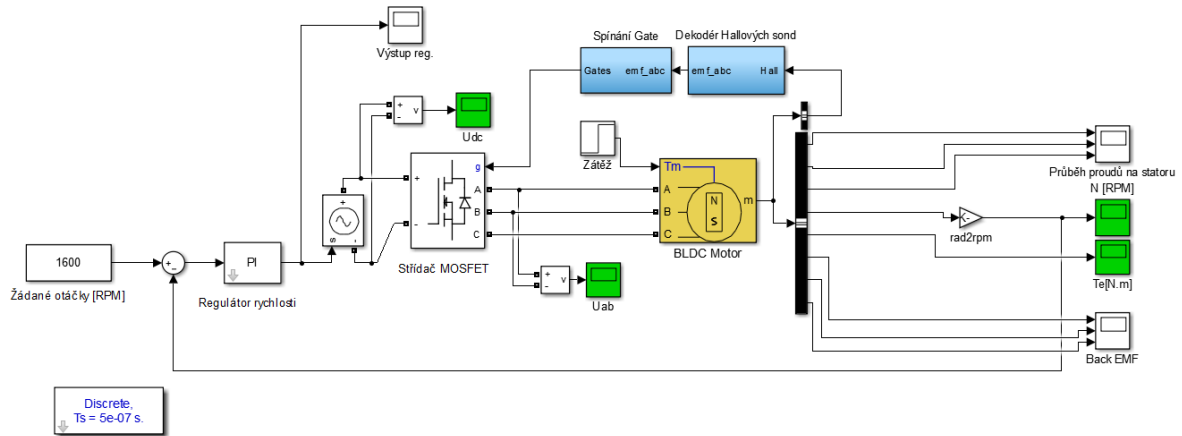 Výstup reg.
Spínání Gate
Dekodér Hallových sond
Gates
emf_abc
emf_abc
Hall
+
-
v
Udc
Zátěž
g
+
-
A
B
C
Střídač MOSFET
Tm
A
B
C
N
S
m
BLDC Motor
Průběh proudů na statoru
N [RPM]
K-
rad2rpm
Te[N.m]
+
s
-
1600
Žádané otáčky [RPM]
+
-
PI
Regulátor rychlosti
+
-
v
Uab
Back EMF
Discrete,
Ts = 5e-07 s.